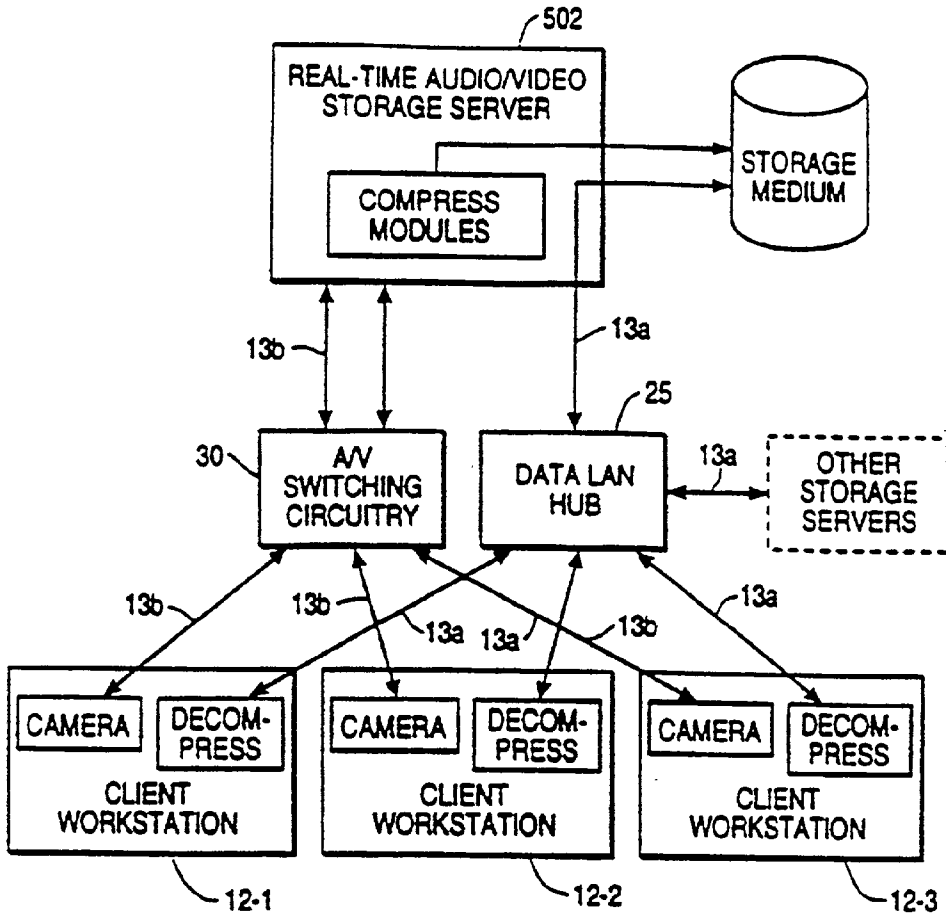 502
REAL-TIME AUDIO/VIDEO
STORAGE SERVER
COMPRESS
MODULES
STORAGE
MEDIUM
13b
13a
25
30
A/V
SWITCHING
CIRCUITRY
DATA LAN
HUB
13a
OTHER
STORAGE
SERVERS
13b
13b
13a
13a
13b
13a
CAMERA
DECOM-
PRESS
CLIENT
WORKSTATION
CAMERA
DECOM-
PRESS
CLIENT
WORKSTATION
CAMERA
DECOM-
PRESS
CLIENT
WORKSTATION
12-1
12-2
12-3